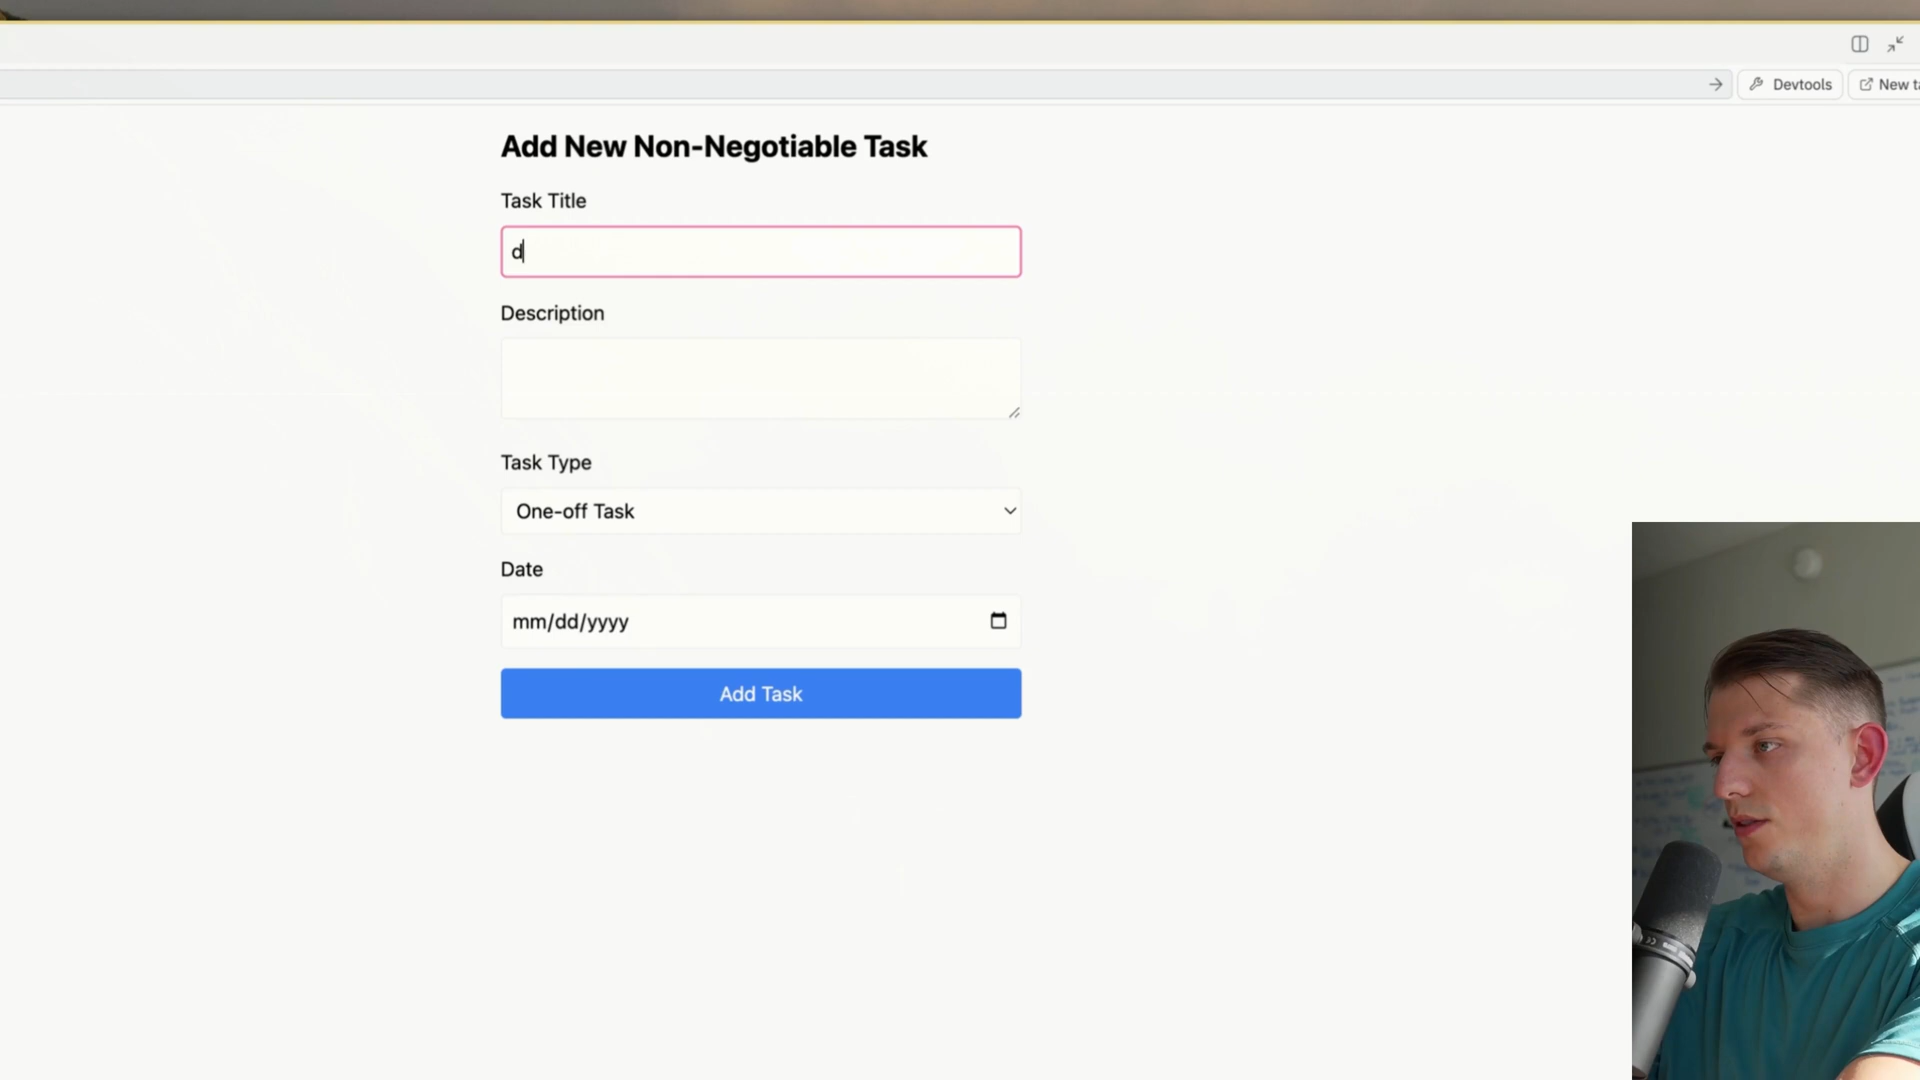 Devtools
New ta
Add New Non-Negotiable Task
Task Title
d
Description
Task Type
One-off Task
Date
mm/dd/yyyy
Add Task